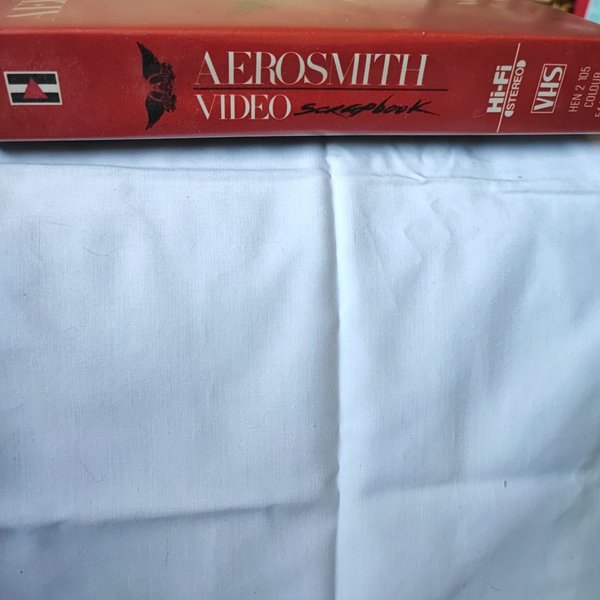 AEROSMITH
VIDEO scrapbook
Hi-Fi
STEREO
VHS
HEN 2 105
COLOUR